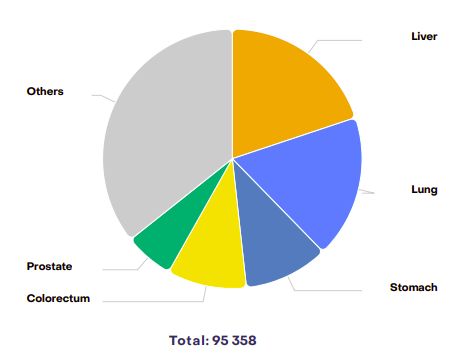 Liver
Others
Lung
Prostate
Stomach
Colorectum
Total: 95 358